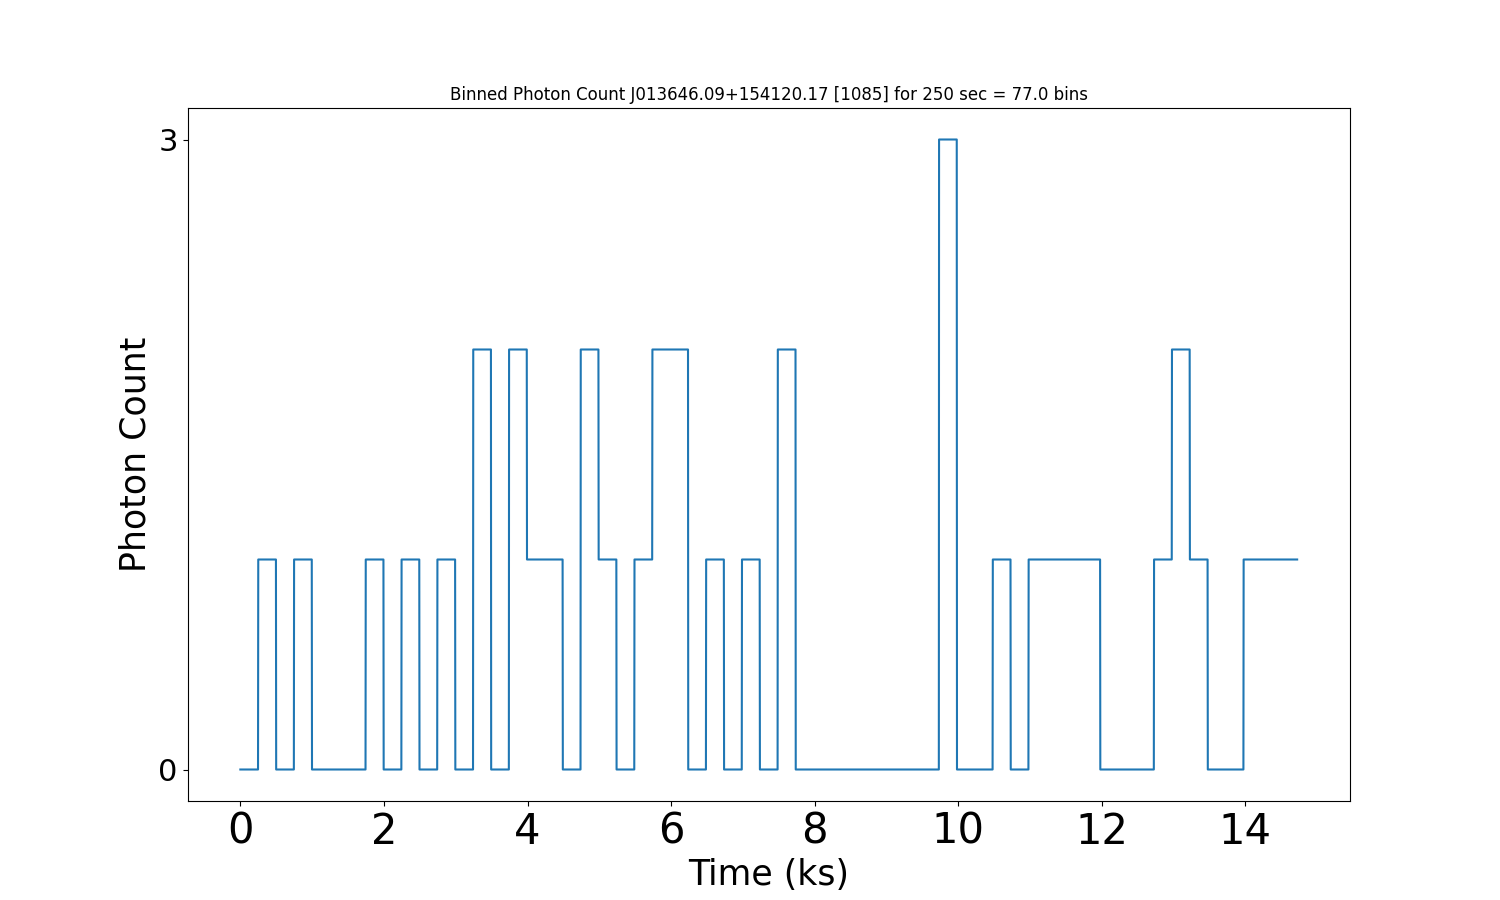 Binned Photon Count J013646.09+154120.17 [1085] for 250 sec = 77.0 bins
3
Photon Count
0
0 2 4 6 8 10 12 14
Time (ks)